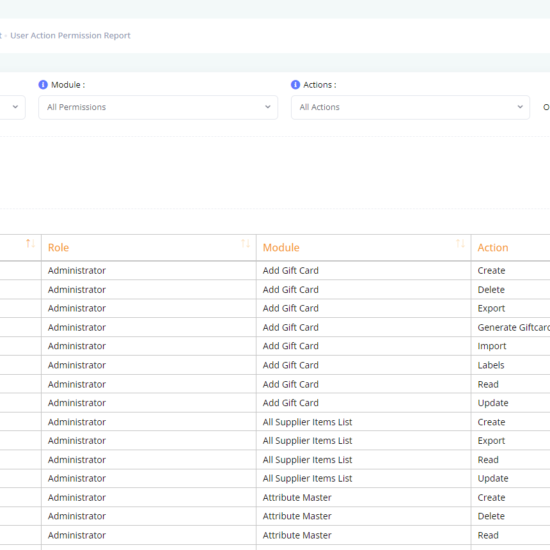 t - User Action Permission Report
Module :
Actions :
All Permissions
All Actions
O
Role Module Action
Administrator Add Gift Card Create
Administrator Add Gift Card Delete
Administrator Add Gift Card Export
Administrator Add Gift Card Generate Giftcard
Administrator Add Gift Card Import
Administrator Add Gift Card Labels
Administrator Add Gift Card Read
Administrator Add Gift Card Update
Administrator All Supplier Items List Create
Administrator All Supplier Items List Export
Administrator All Supplier Items List Read
Administrator All Supplier Items List Update
Administrator Attribute Master Create
Administrator Attribute Master Delete
Administrator Attribute Master Read